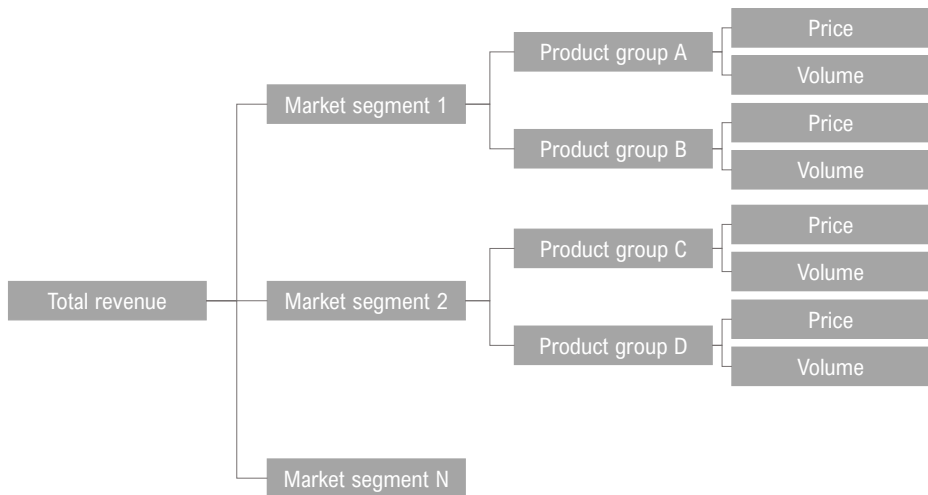 Price
Product group A
Volume
Market segment 1
Price
Product group B
Volume
Price
Product group C
Volume
Total revenue
Market segment 2
Price
Product group D
Volume
Market segment N